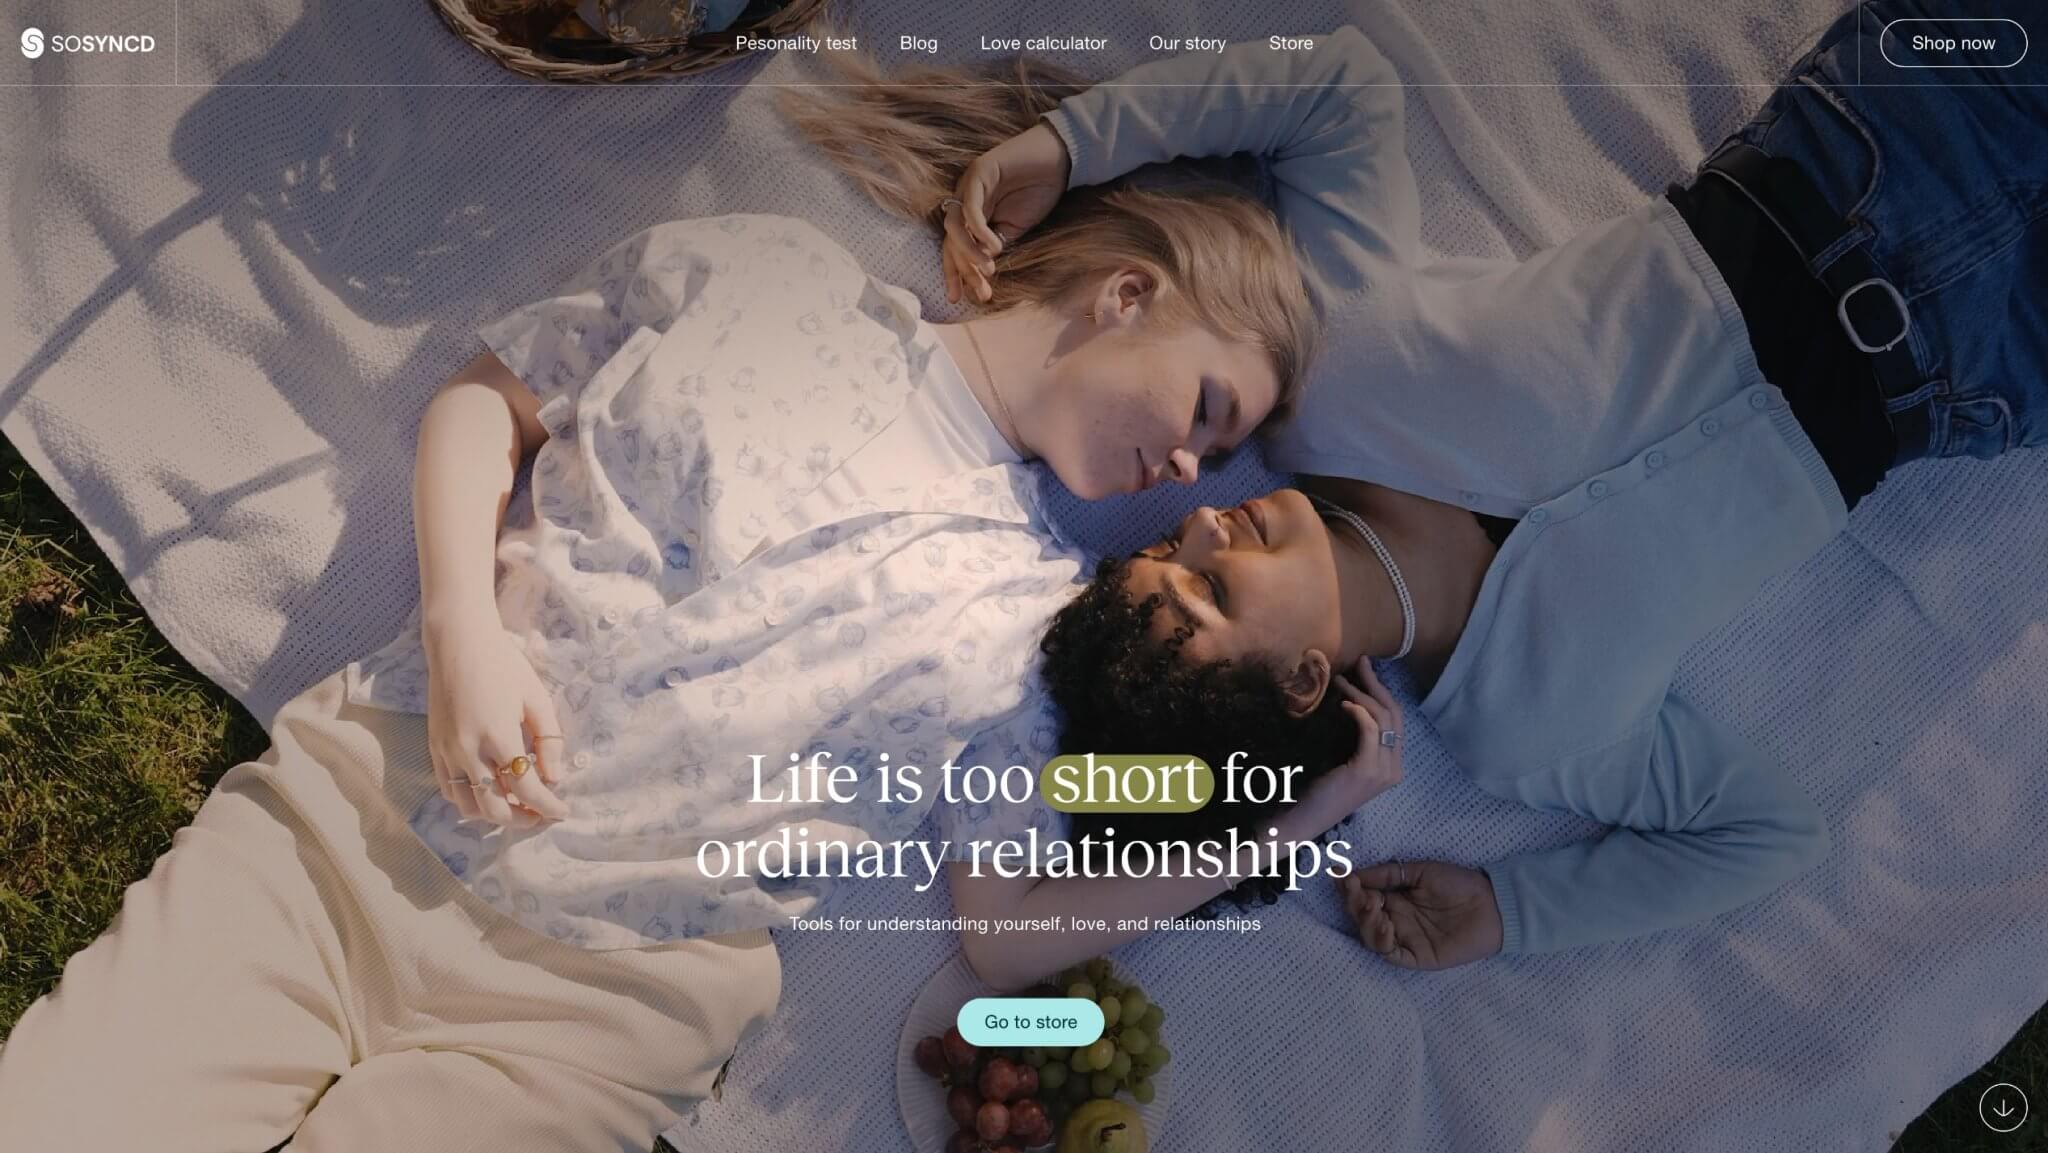 SOSYNCD
Pesonality test
Blog
Love calculator
Our story
Store
Shop now
Life is too short for
ordinary relationships
Tools for understanding yourself, love, and relationships
Go to store